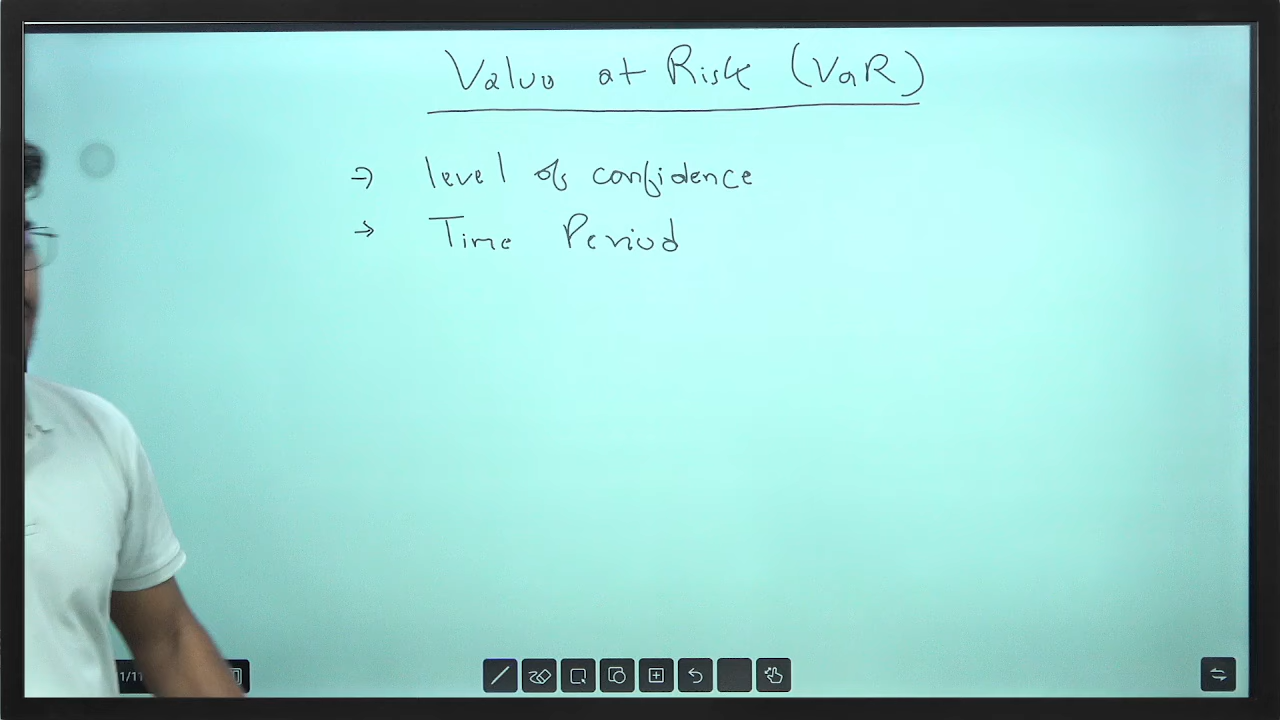 Value at Risk (VaR)
→ level of confidence
→ Time Period
1/11